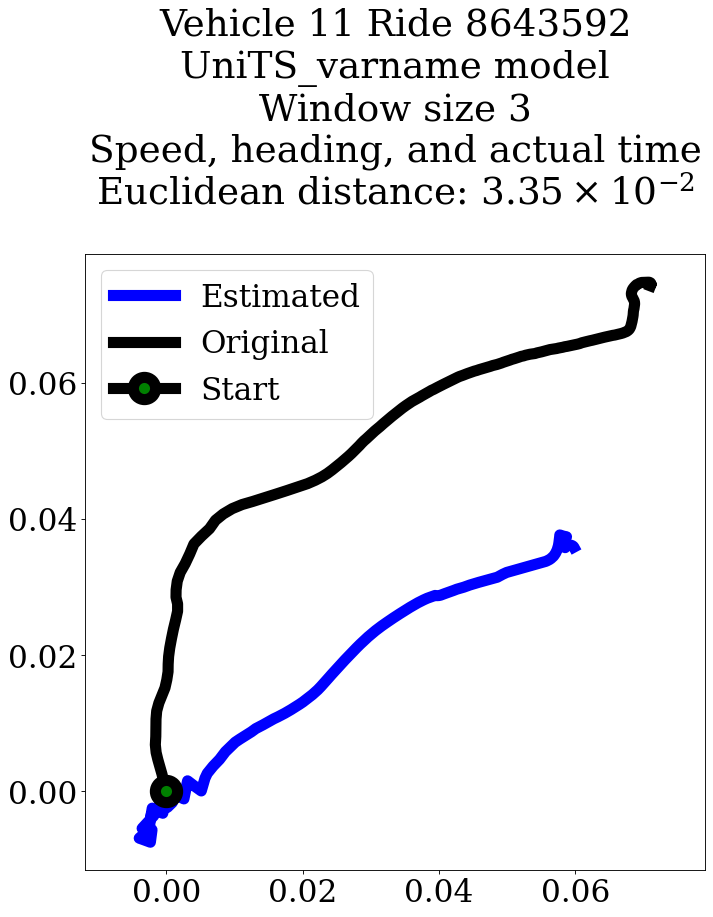 Vehicle 11 Ride 8643592
UniTS_varname model
Window size 3
Speed, heading, and actual time
Euclidean distance: 3.35 × 10⁻²
Estimated
Original
Start
0.06
0.04
0.02
0.00
0.00 0.02 0.04 0.06